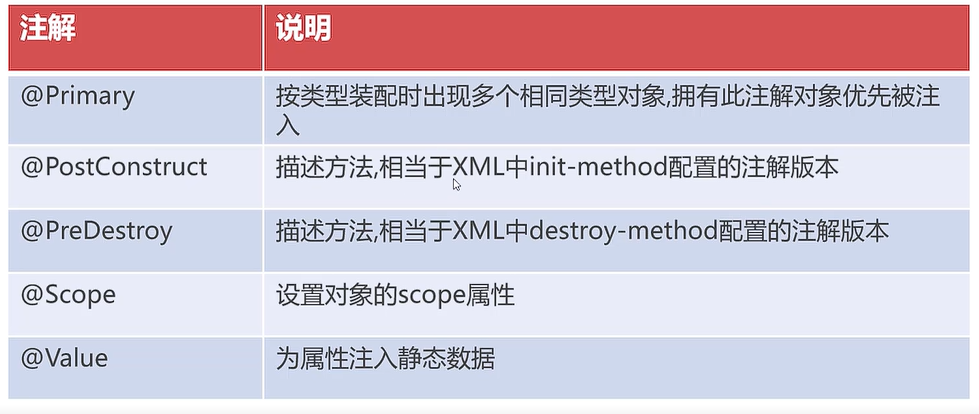 注解 说明
@Primary 按类型装配时出现多个相同类型对象,拥有此注解对象优先被注
入
@PostConstruct 描述方法,相当于XML中init-method配置的注解版本
@PreDestroy 描述方法,相当于XML中destroy-method配置的注解版本
@Scope 设置对象的scope属性
@Value 为属性注入静态数据